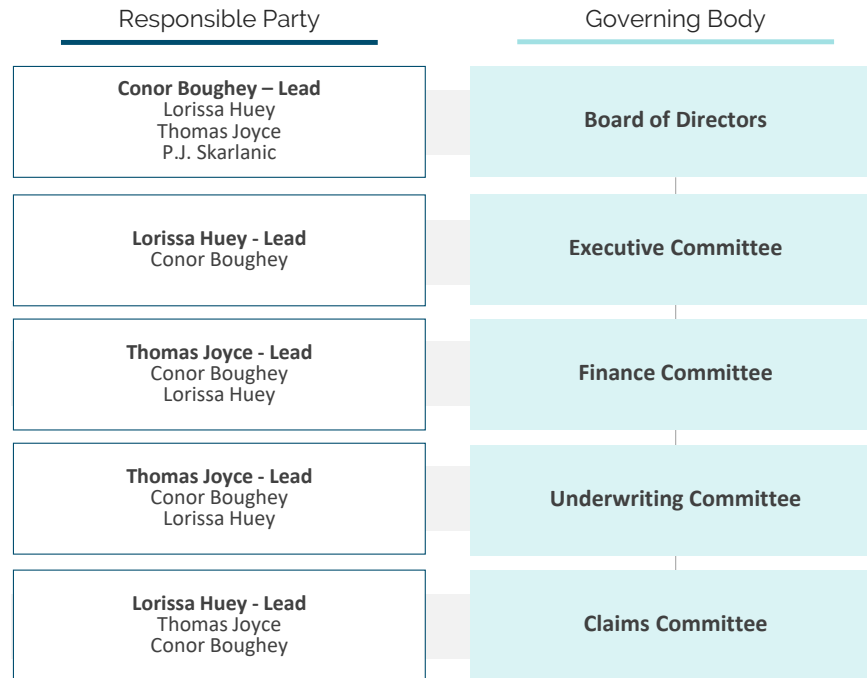 Responsible Party
Governing Body
Conor Boughey – Lead
Lorissa Huey
Thomas Joyce
P.J. Skarlanic
Board of Directors
Lorissa Huey - Lead
Conor Boughey
Executive Committee
Thomas Joyce - Lead
Conor Boughey
Lorissa Huey
Finance Committee
Thomas Joyce - Lead
Conor Boughey
Lorissa Huey
Underwriting Committee
Lorissa Huey - Lead
Thomas Joyce
Conor Boughey
Claims Committee